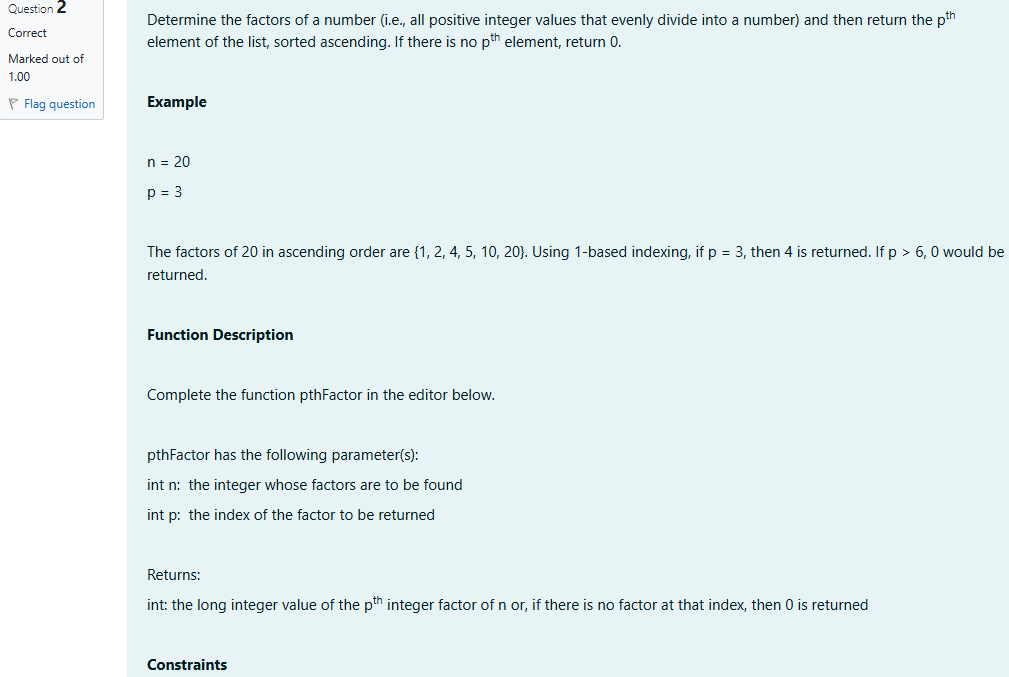 Question 2
Correct
Marked out of
1.00
Flag question
Determine the factors of a number (i.e., all positive integer values that evenly divide into a number) and then return the pth
element of the list, sorted ascending. If there is no pth element, return 0.
Example
n = 20
p = 3
The factors of 20 in ascending order are {1, 2, 4, 5, 10, 20}. Using 1-based indexing, if p = 3, then 4 is returned. If p > 6, 0 would be
returned.
Function Description
Complete the function pthFactor in the editor below.
pthFactor has the following parameter(s):
int n: the integer whose factors are to be found
int p: the index of the factor to be returned
Returns:
int: the long integer value of the pth integer factor of n or, if there is no factor at that index, then 0 is returned
Constraints